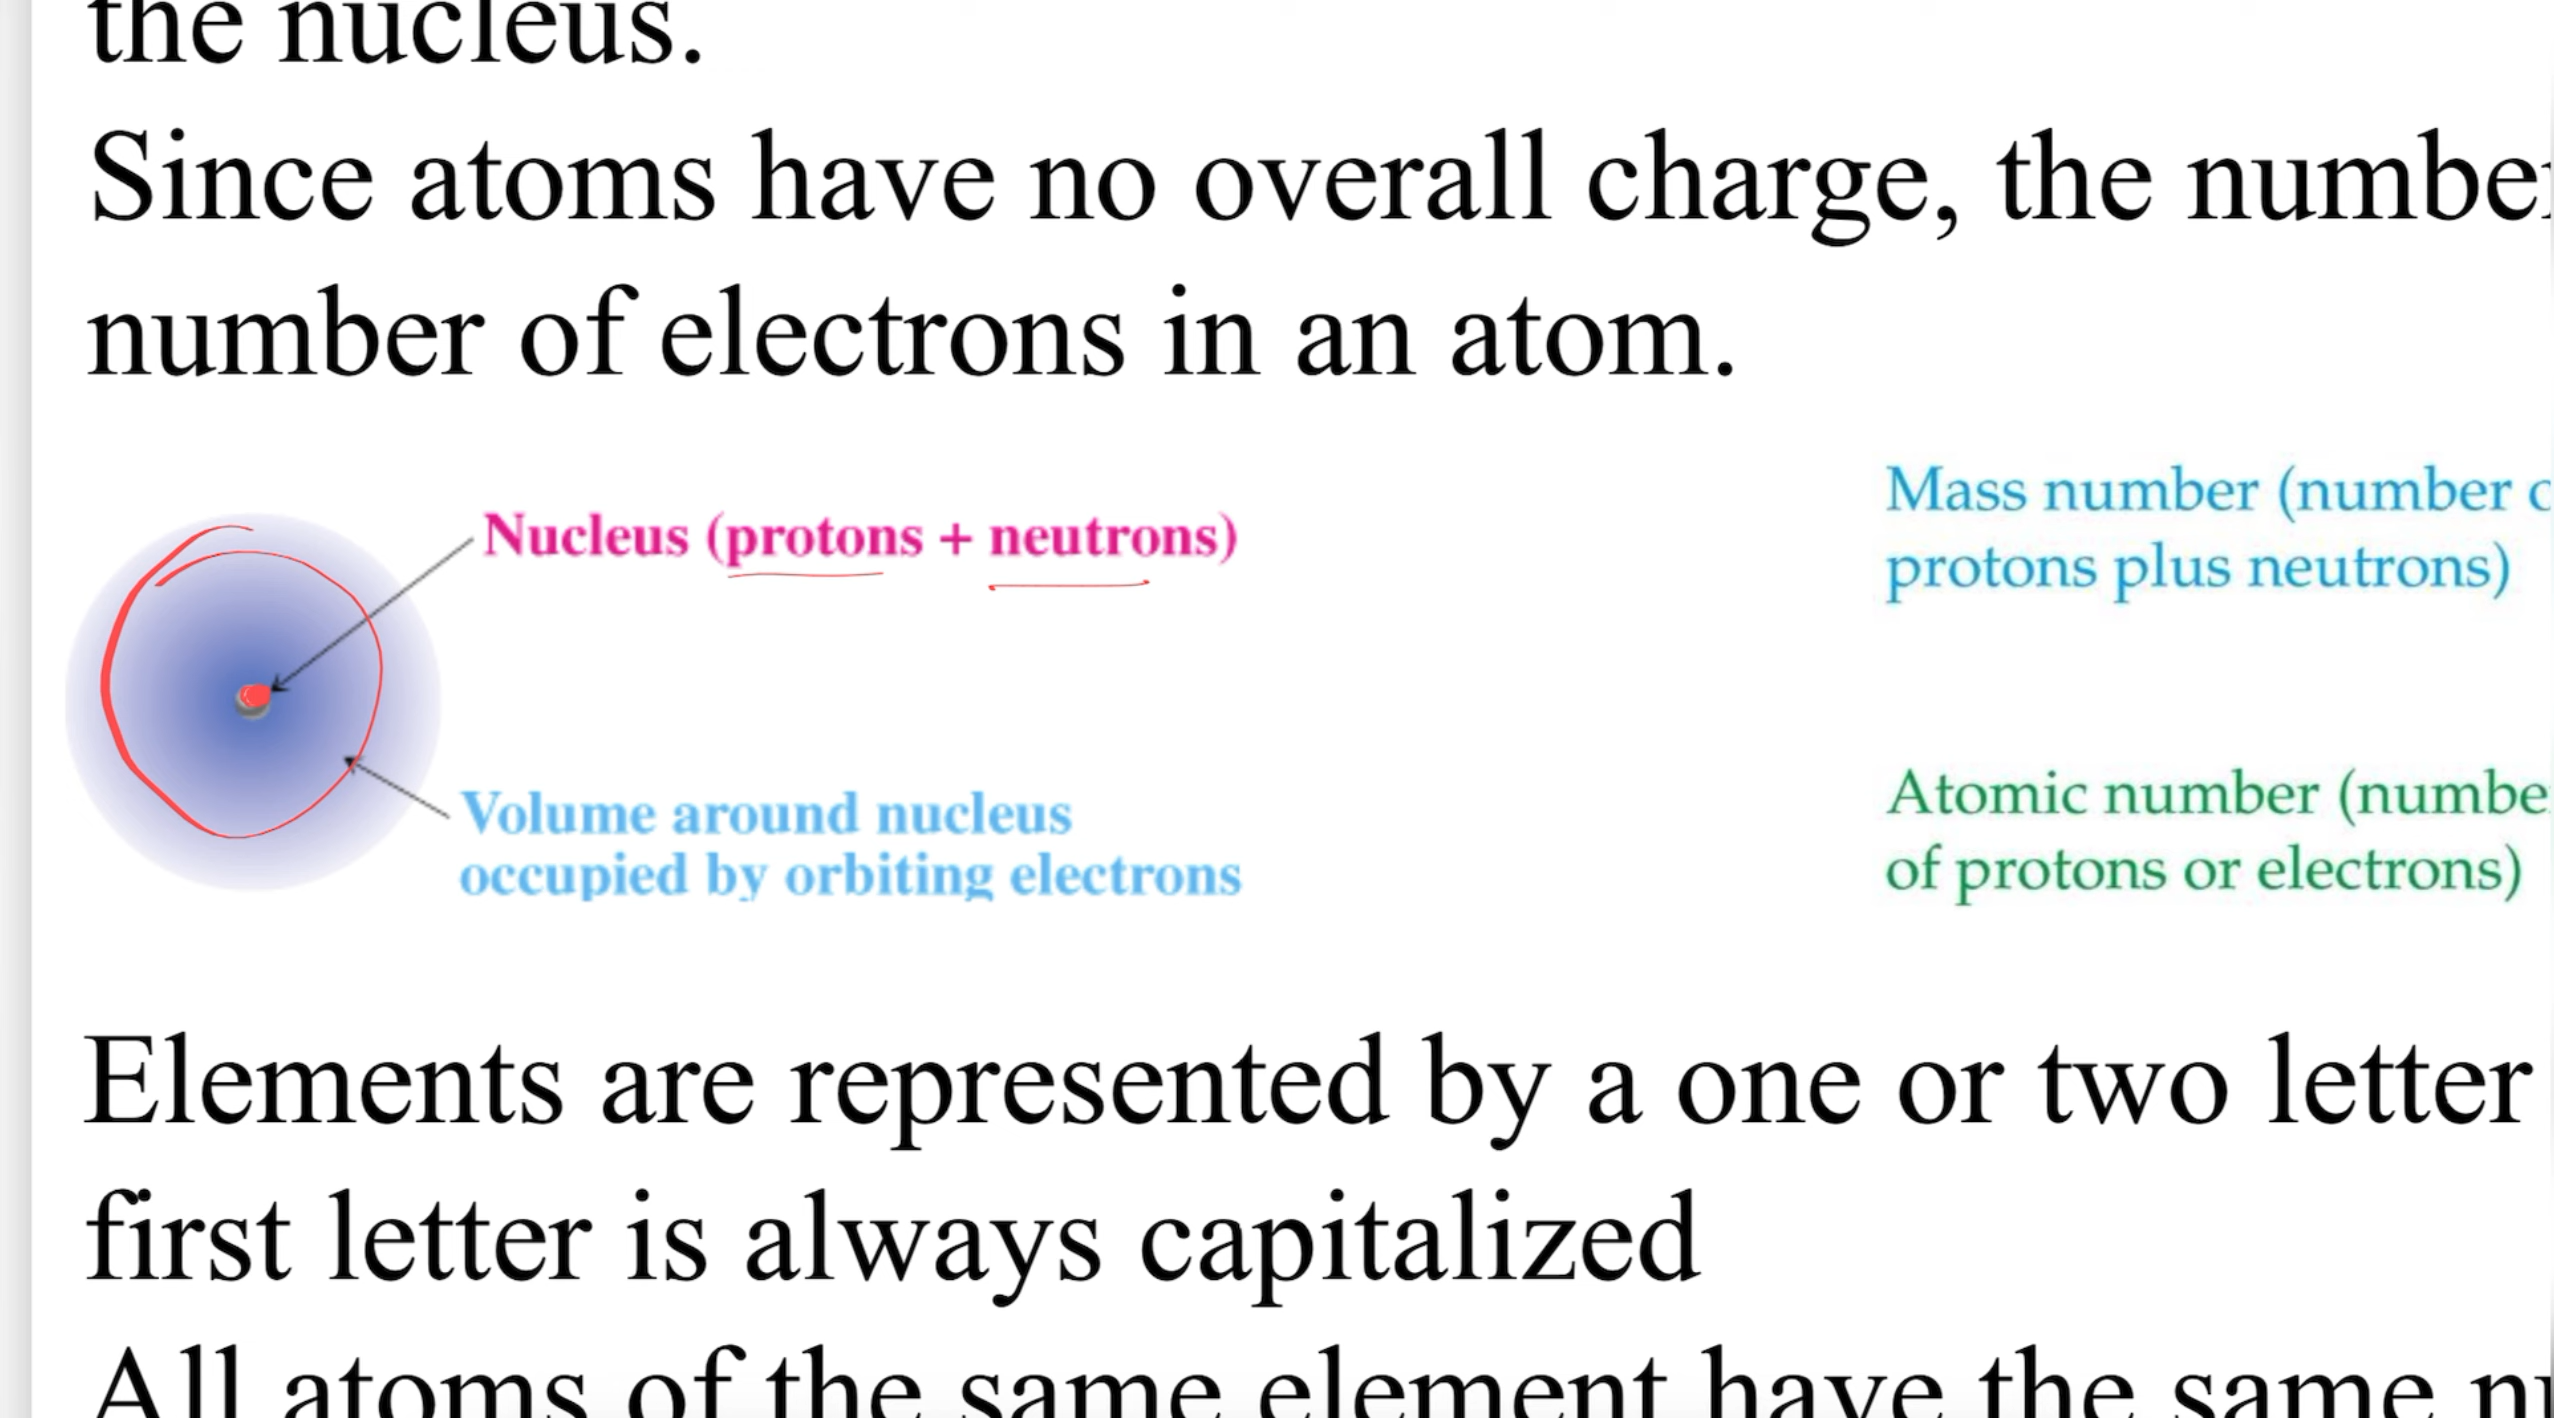 the nucleus.
Since atoms have no overall charge, the number
number of electrons in an atom.
Nucleus (protons + neutrons)
Volume around nucleus
occupied by orbiting electrons
Mass number (number
protons plus neutrons)
Atomic number (numbe
of protons or electrons)
Elements are represented by a one or two letter
first letter is always capitalized
All atoms of the same element have the same